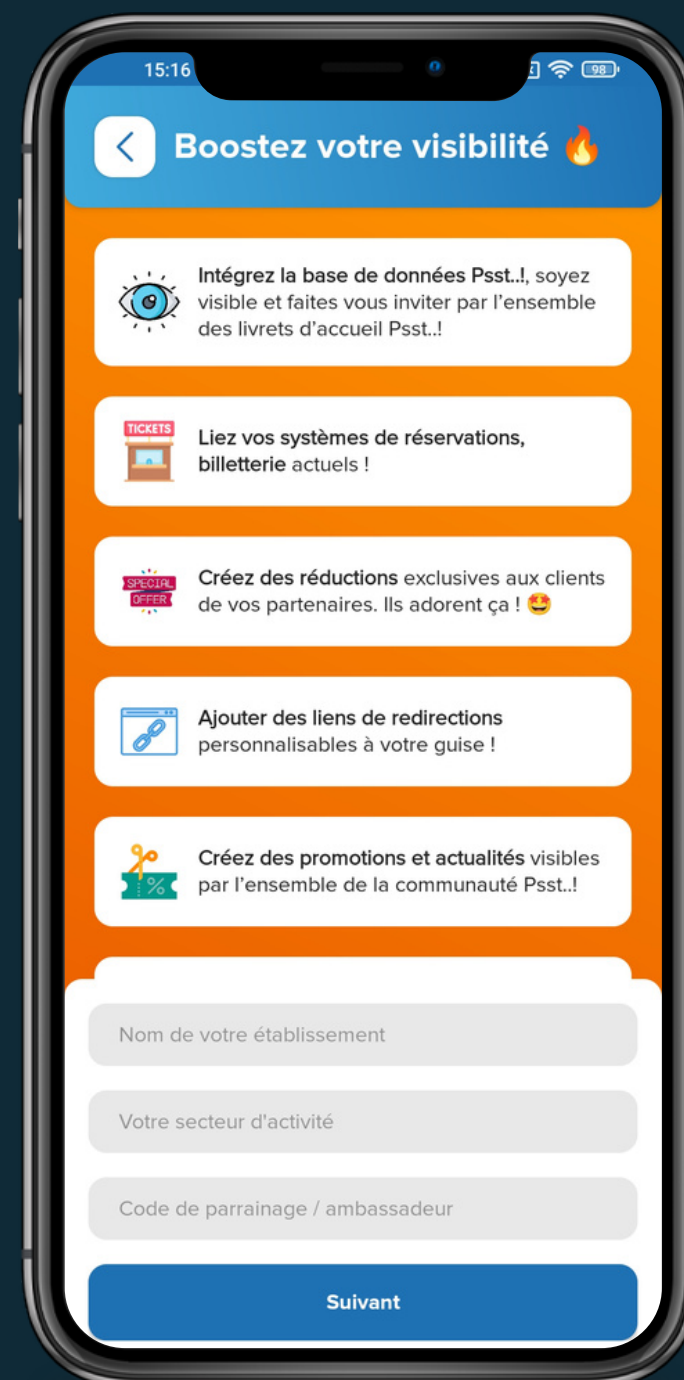 15:16
98
Boostez votre visibilité 🔥
Intégrez la base de données Psst..!, soyez
visible et faites vous inviter par l'ensemble
des livrets d'accueil Psst..!
TICKETS
Liez vos systèmes de réservations,
billetterie actuels !
SPECIAL
OFFER
Créez des réductions exclusives aux clients
de vos partenaires. Ils adorent ça ! 🤩
Ajouter des liens de redirections
personnalisables à votre guise !
%
Créez des promotions et actualités visibles
par l'ensemble de la communauté Psst..!
Nom de votre établissement
Votre secteur d'activité
Code de parrainage / ambassadeur
Suivant